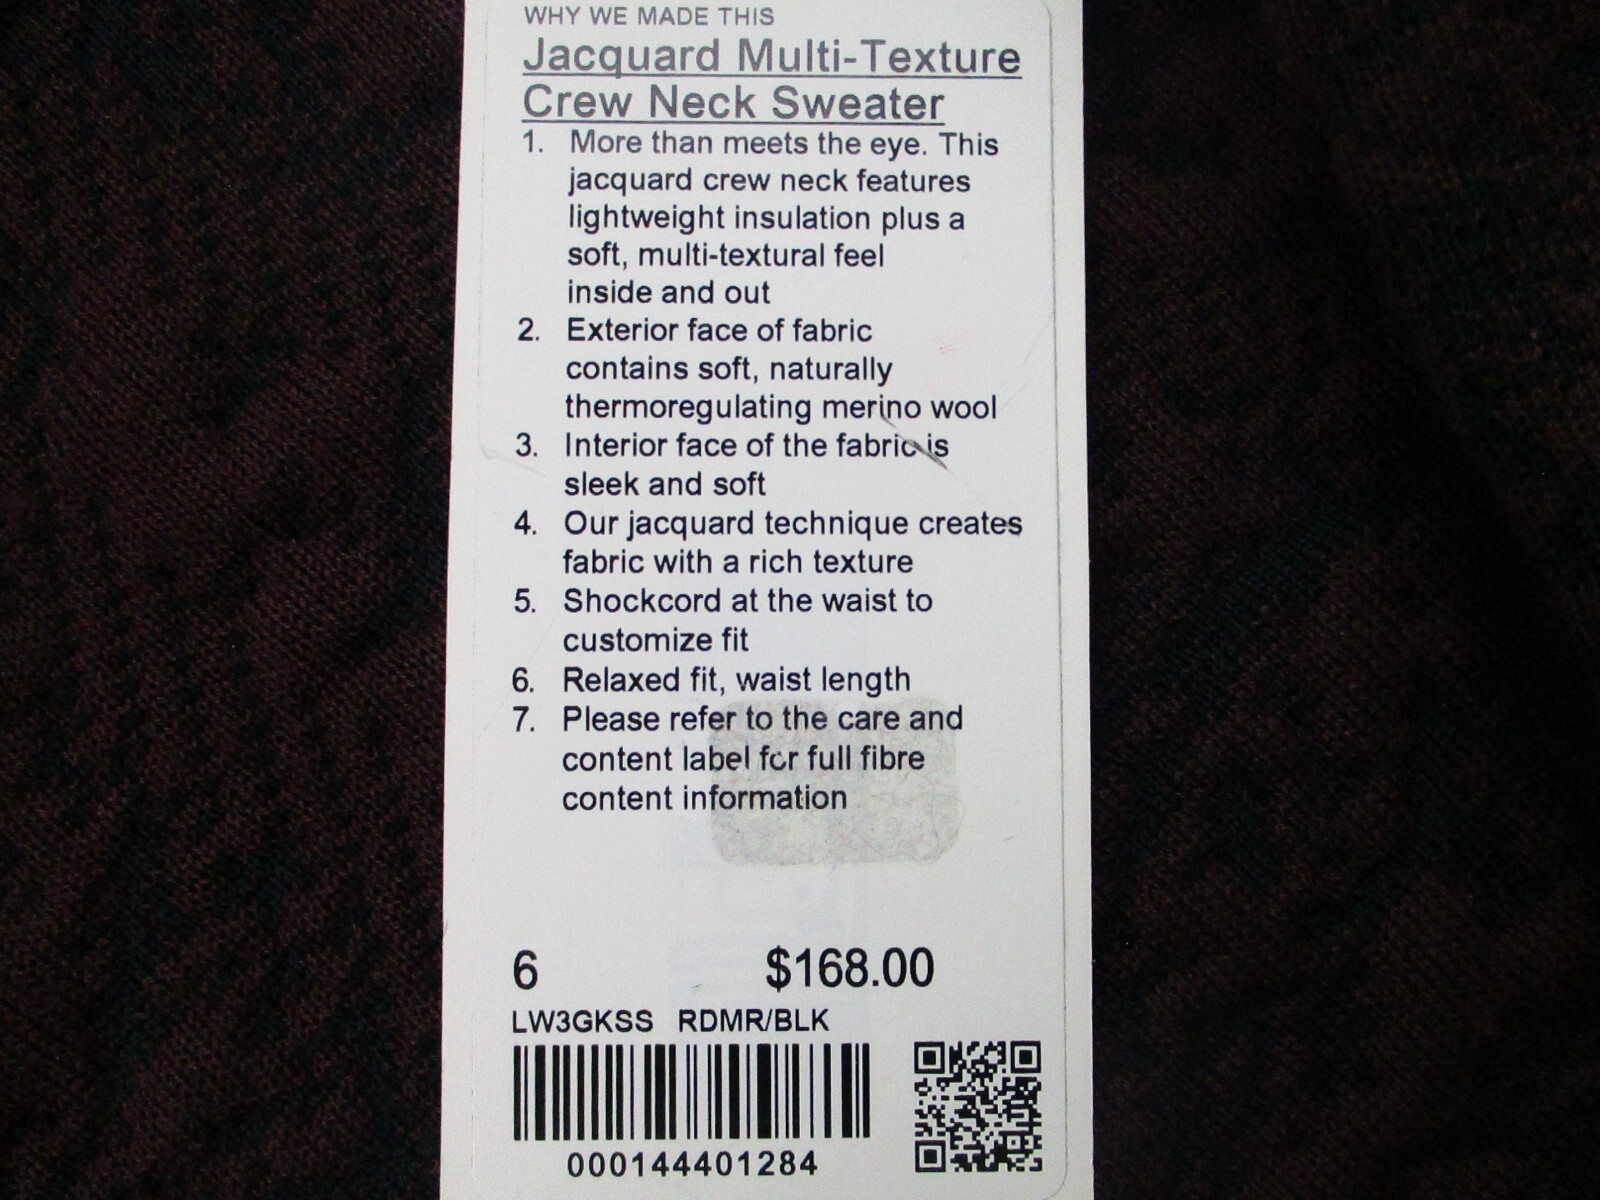 WHY WE MADE THIS
Jacquard Multi-Texture
Crew Neck Sweater
1. More than meets the eye. This
jacquard crew neck features
lightweight insulation plus a
soft, multi-textural feel
inside and out
2. Exterior face of fabric
contains soft, naturally
thermoregulating merino wool
3. Interior face of the fabric is
sleek and soft
4. Our jacquard technique creates
fabric with a rich texture
5. Shockcord at the waist to
customize fit
6. Relaxed fit, waist length
7. Please refer to the care and
content label for full fibre
content information
6 $168.00
LW3GKSS RDMR/BLK
000144401284